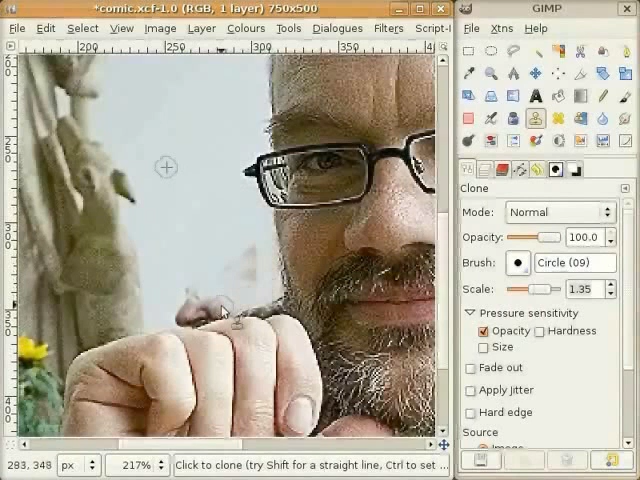 *comic.xcf-1.0 (RGB, 1 layer) 750x500
File Edit Select View Image Layer Colours Tools Dialogues Filters Script-
200 250 300 350 4
283, 348 px 217% Click to clone (try Shift for a straight line, Ctrl to set ...
GIMP
File Xtns Help
Clone
Mode: Normal
Opacity: 100.0
Brush: Circle (09)
Scale: 1.35
Pressure sensitivity
Opacity Hardness
Size
Fade out
Apply Jitter
Hard edge
Source